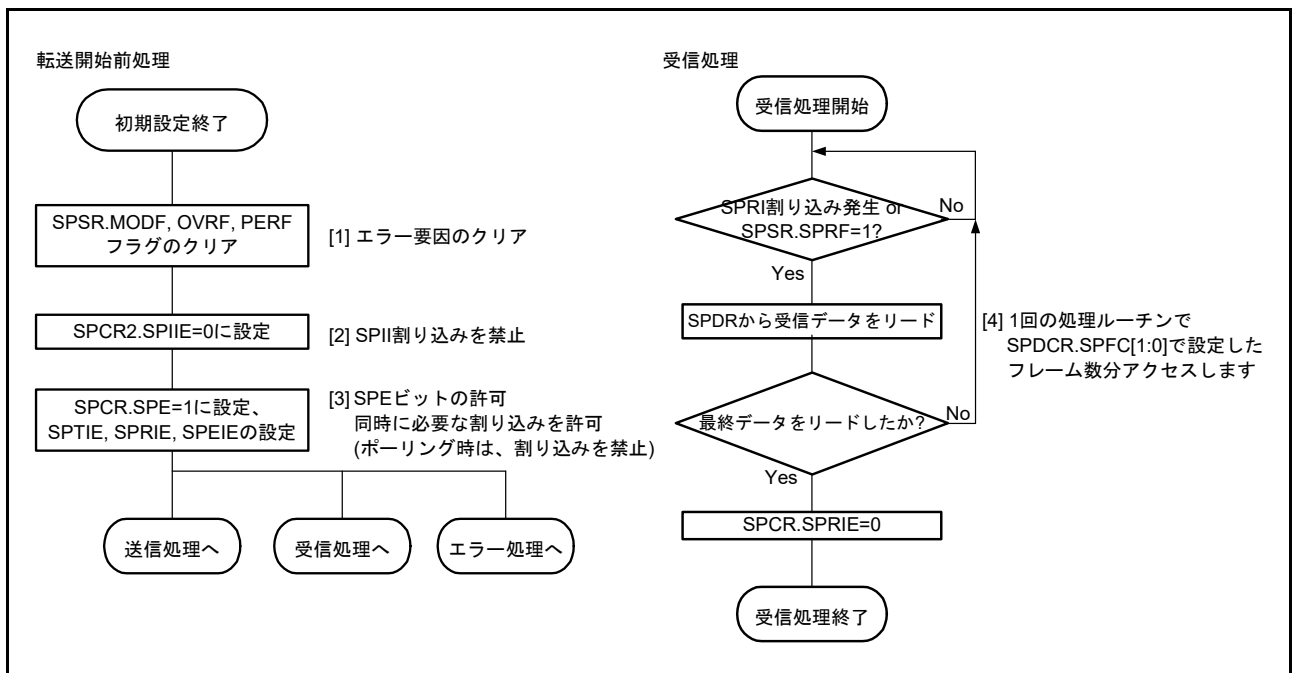 転送開始前処理
初期設定終了
SPSR.MODF, OVRF, PERF
フラグのクリア
[1] エラー要因のクリア
SPCR2.SPIIE=0に設定
[2] SPII割り込みを禁止
SPCR.SPE=1に設定、
SPTIE, SPRIE, SPEIEの設定
[3] SPEビットの許可
同時に必要な割り込みを許可
(ポーリング時は、割り込みを禁止)
送信処理へ
受信処理へ
エラー処理へ
受信処理
受信処理開始
SPRI割り込み発生 or
SPSR.SPRF=1?
No
Yes
SPDRから受信データをリード
[4] 1回の処理ルーチンで
SPDCR.SPFC[1:0]で設定した
フレーム数分アクセスします
最終データをリードしたか?
No
Yes
SPCR.SPRIE=0
受信処理終了